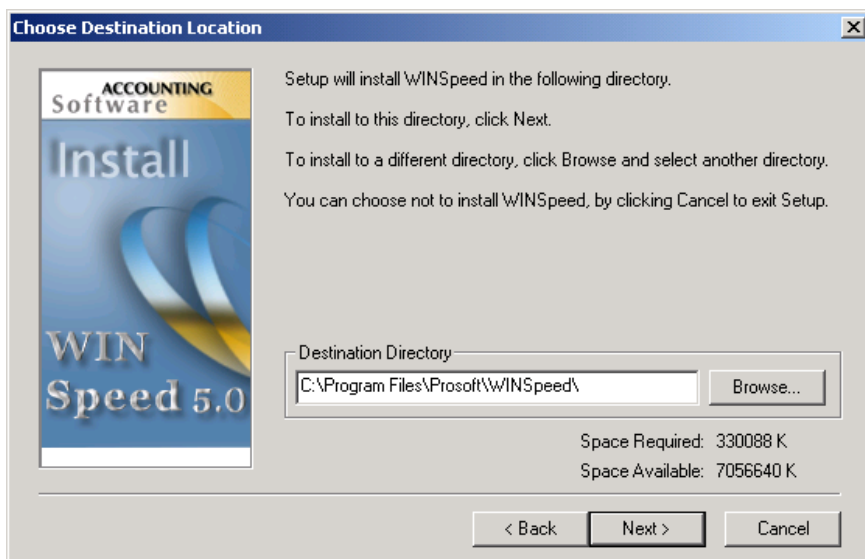 Choose Destination Location
ACCOUNTING
Software
Install
WIN
Speed 5.0
Setup will install WINSpeed in the following directory.
To install to this directory, click Next.
To install to a different directory, click Browse and select another directory.
You can choose not to install WINSpeed, by clicking Cancel to exit Setup.
Destination Directory
C:\Program Files\Prosoft\WINSpeed\
Browse...
Space Required: 330088 K
Space Available: 7056640 K
< Back
Next >
Cancel